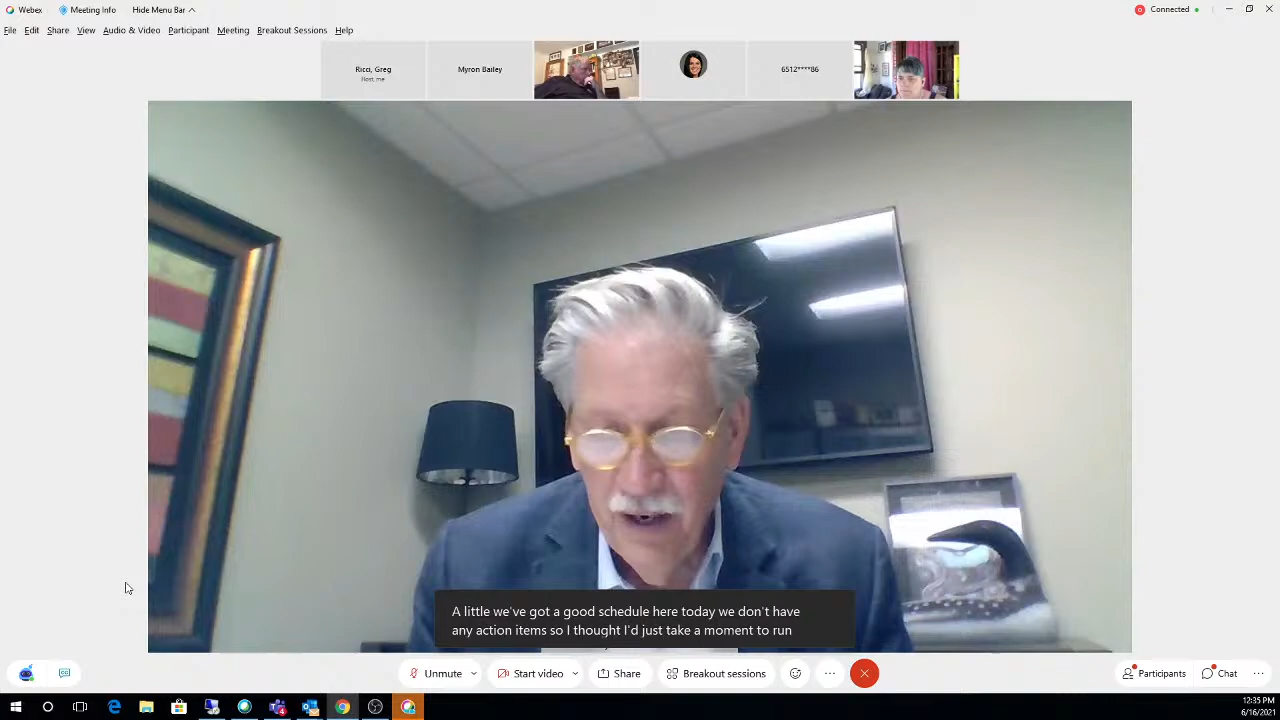 Webex
Meeting Info
Hide Menu Bar
Connected
File Edit Share View Audio & Video Participant Meeting Breakout Sessions Help
Ricci, Greg
Host, me
Myron Bailey
6512****86
A little we've got a good schedule here today we don't have
any action items so I thought I'd just take a moment to run
Unmute
Start video
Share
Breakout sessions
Participants
Chat
12:35 PM
6/16/2021